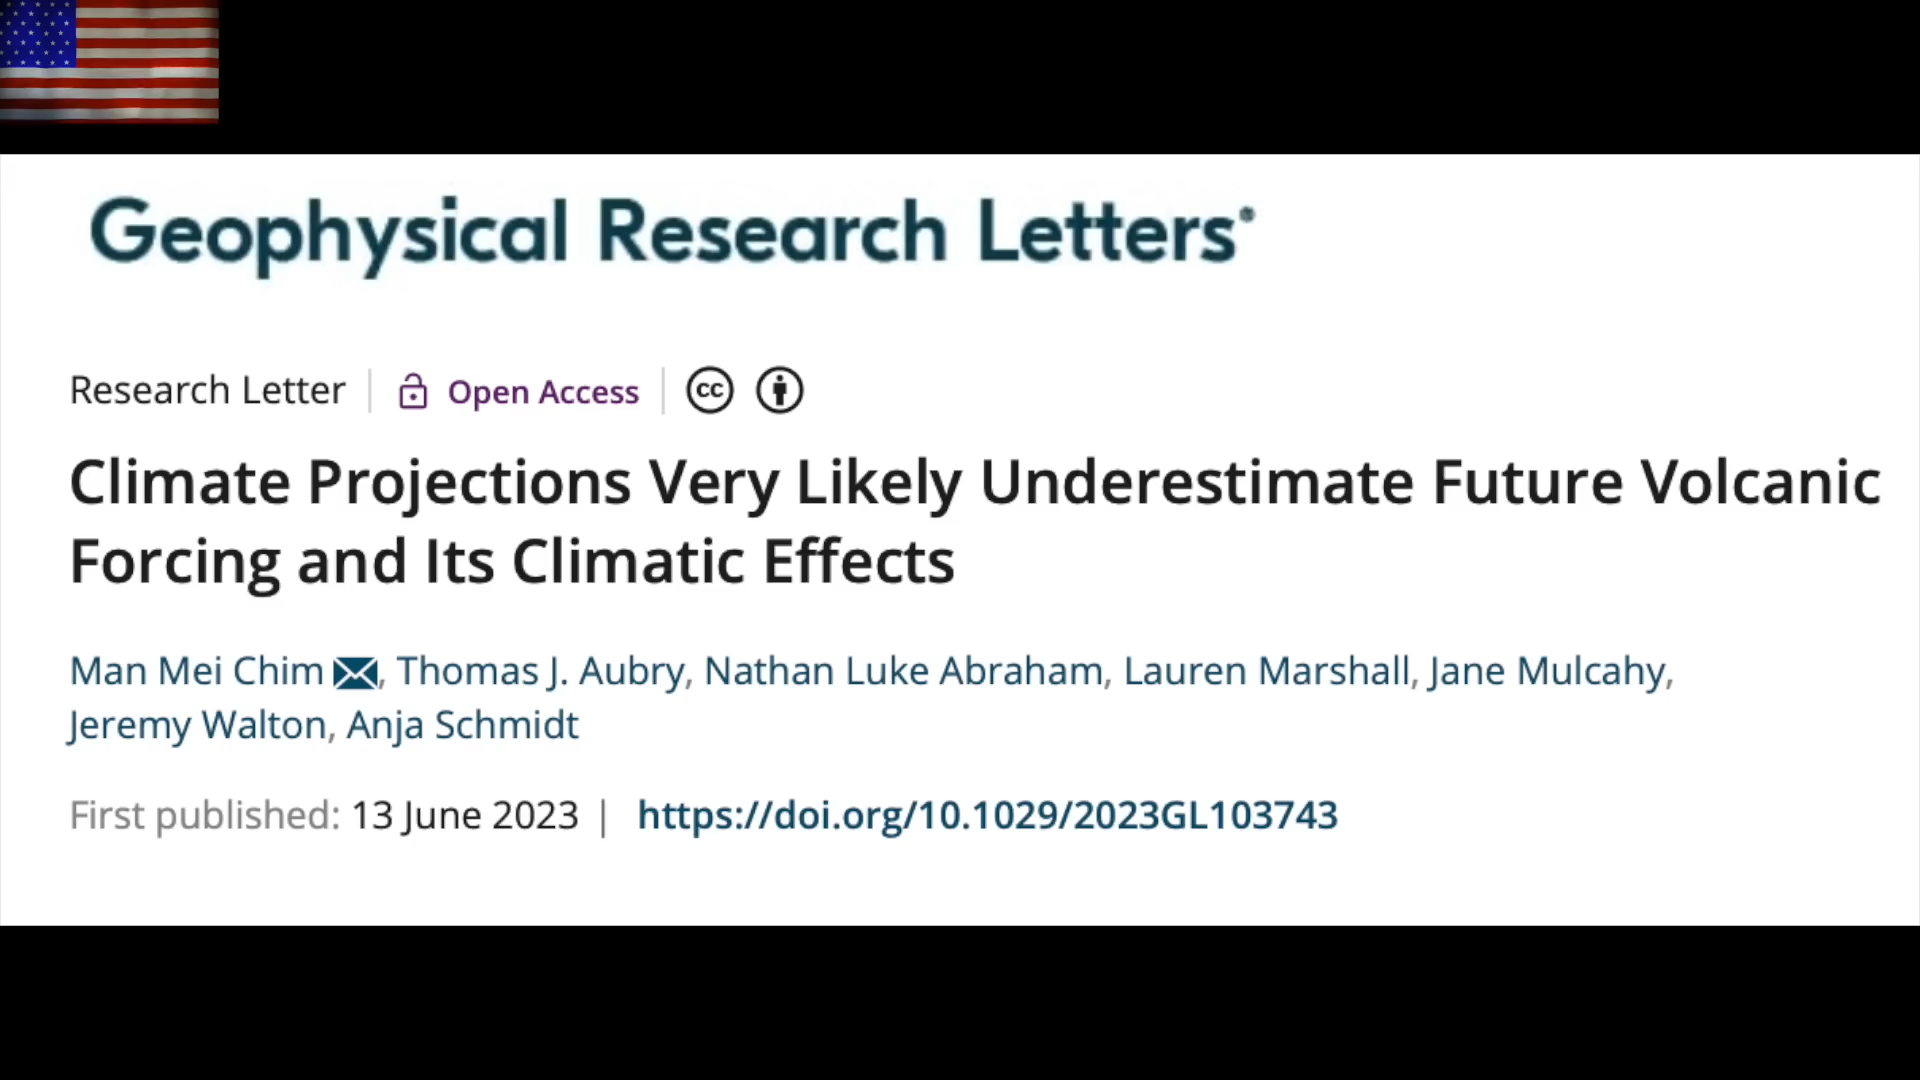 Geophysical Research Letters®
Research Letter | Open Access | cc
Climate Projections Very Likely Underestimate Future Volcanic
Forcing and Its Climatic Effects
Man Mei Chim, Thomas J. Aubry, Nathan Luke Abraham, Lauren Marshall, Jane Mulcahy,
Jeremy Walton, Anja Schmidt
First published: 13 June 2023 | https://doi.org/10.1029/2023GL103743